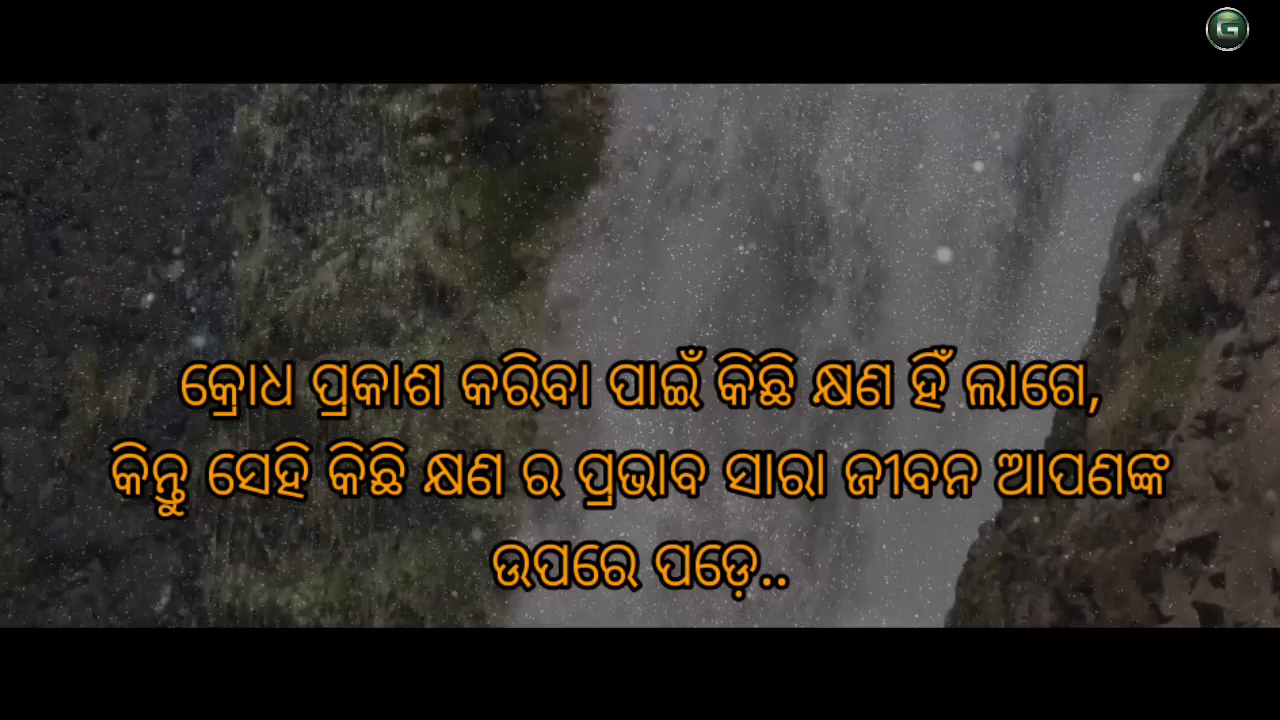 କ୍ରୋଧ ପ୍ରକାଶ କରିବା ପାଇଁ କିଛି କ୍ଷଣ ହିଁ ଲାଗେ,
କିନ୍ତୁ ସେହି କିଛି କ୍ଷଣ ର ପ୍ରଭାବ ସାରା ଜୀବନ ଆପଣଙ୍କ
ଉପରେ ପଡ଼େ..